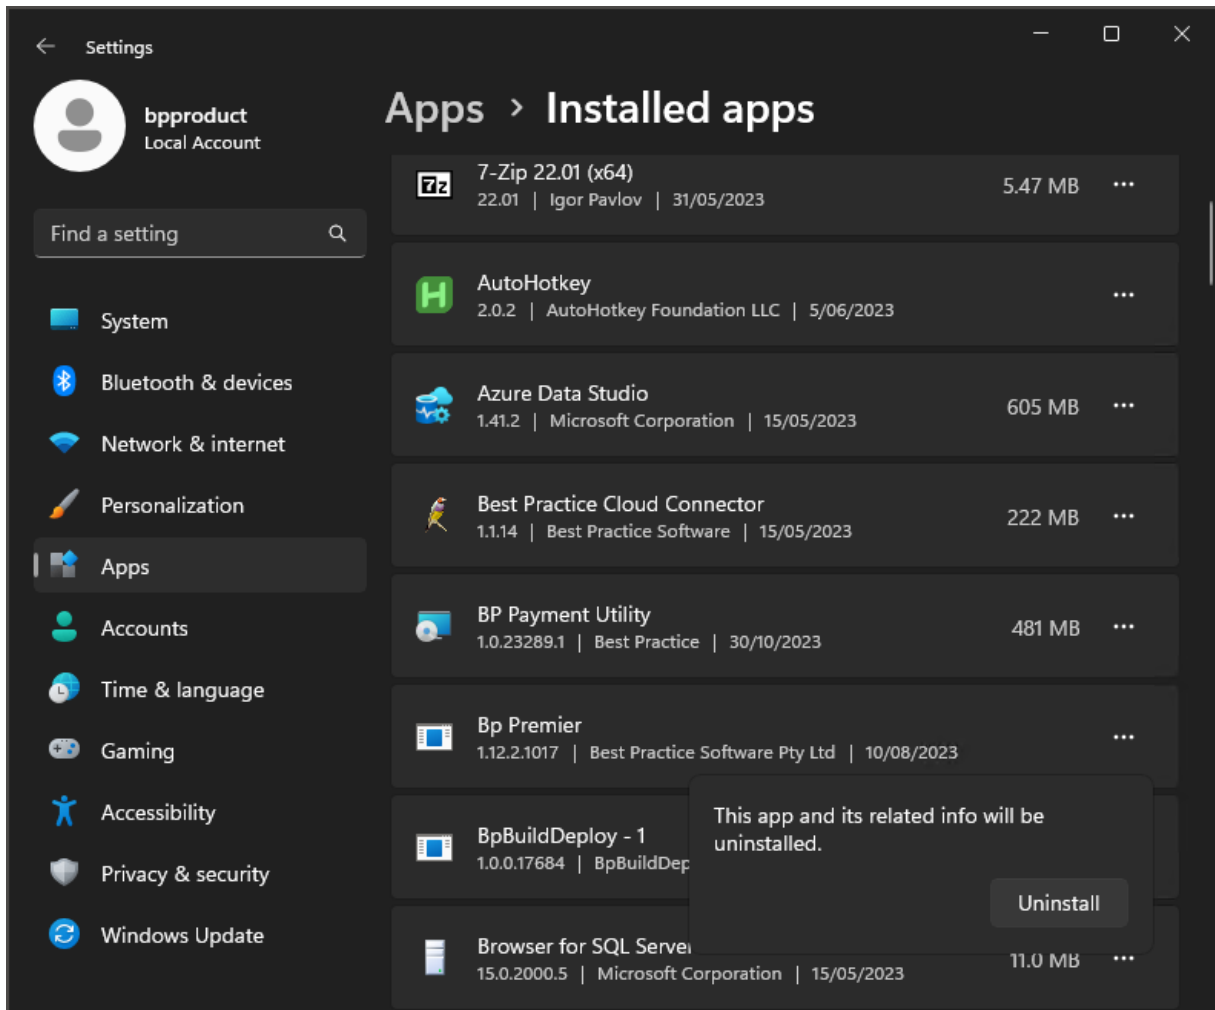 Settings
bpproduct
Local Account
Find a setting
System
Bluetooth & devices
Network & internet
Personalization
Apps
Accounts
Time & language
Gaming
Accessibility
Privacy & security
Windows Update
Apps > Installed apps
7-Zip 22.01 (x64)
22.01 | Igor Pavlov | 31/05/2023
5.47 MB
AutoHotkey
2.0.2 | AutoHotkey Foundation LLC | 5/06/2023
Azure Data Studio
1.41.2 | Microsoft Corporation | 15/05/2023
605 MB
Best Practice Cloud Connector
1.1.14 | Best Practice Software | 15/05/2023
222 MB
BP Payment Utility
1.0.23289.1 | Best Practice | 30/10/2023
481 MB
Bp Premier
1.12.2.1017 | Best Practice Software Pty Ltd | 10/08/2023
BpBuildDeploy - 1
1.0.0.17684 | BpBuildDep
This app and its related info will be
uninstalled.
Uninstall
Browser for SQL Server
15.0.2000.5 | Microsoft Corporation | 15/05/2023
11.0 MB